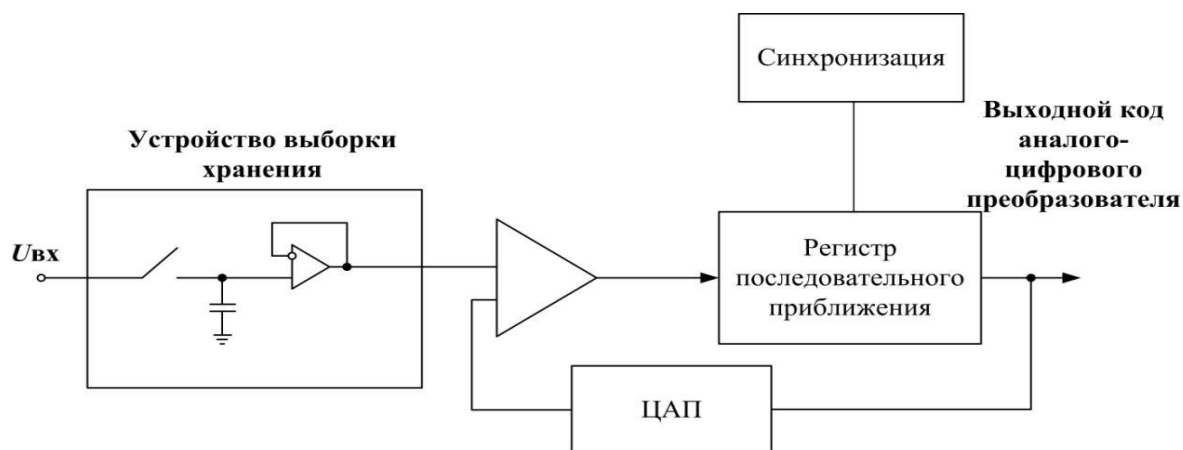 Синхронизация
Выходной код
аналого-
цифрового
преобразователя
Устройство выборки
хранения
Uвх
Регистр
последовательного
приближения
ЦАП